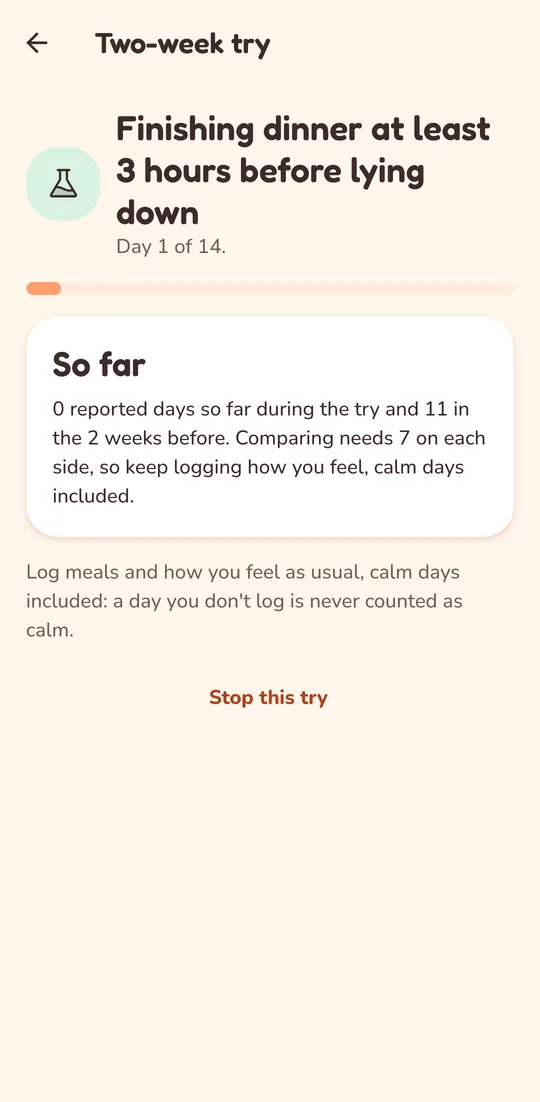 Two-week try
Finishing dinner at least
3 hours before lying
down
Day 1 of 14.
So far
0 reported days so far during the try and 11 in
the 2 weeks before. Comparing needs 7 on each
side, so keep logging how you feel, calm days
included.
Log meals and how you feel as usual, calm days
included: a day you don't log is never counted as
calm.
Stop this try